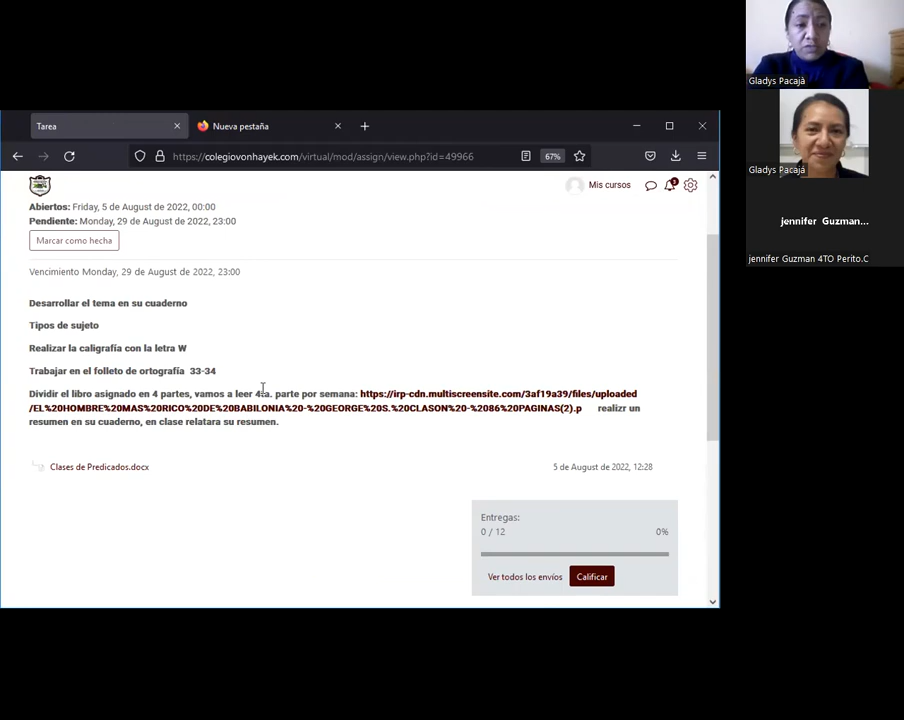 Tarea
Nueva pestaña
https://colegiovonhayek.com/virtual/mod/assign/view.php?id=49966
67%
Mis cursos
3
Abiertos: Friday, 5 de August de 2022, 00:00
Pendiente: Monday, 29 de August de 2022, 23:00
Marcar como hecha
Vencimiento Monday, 29 de August de 2022, 23:00
Desarrollar el tema en su cuaderno
Tipos de sujeto
Realizar la caligrafía con la letra W
Trabajar en el folleto de ortografía 33-34
Dividir el libro asignado en 4 partes, vamos a leer 4ta. parte por semana: https://irp-cdn.multiscreensite.com/3af19a39/files/uploaded
/EL%20HOMBRE%20MAS%20RICO%20DE%20BABILONIA%20-%20GEORGE%20S.%20CLASON%20-%2086%20PAGINAS(2).p realizr un
resumen en su cuaderno, en clase relatara su resumen.
Clases de Predicados.docx
5 de August de 2022, 12:28
Entregas:
0 / 12
0%
Ver todos los envíos
Calificar
Gladys Pacajà
Gladys Pacajá
jennifer Guzman...
jennifer Guzman 4TO Perito.C